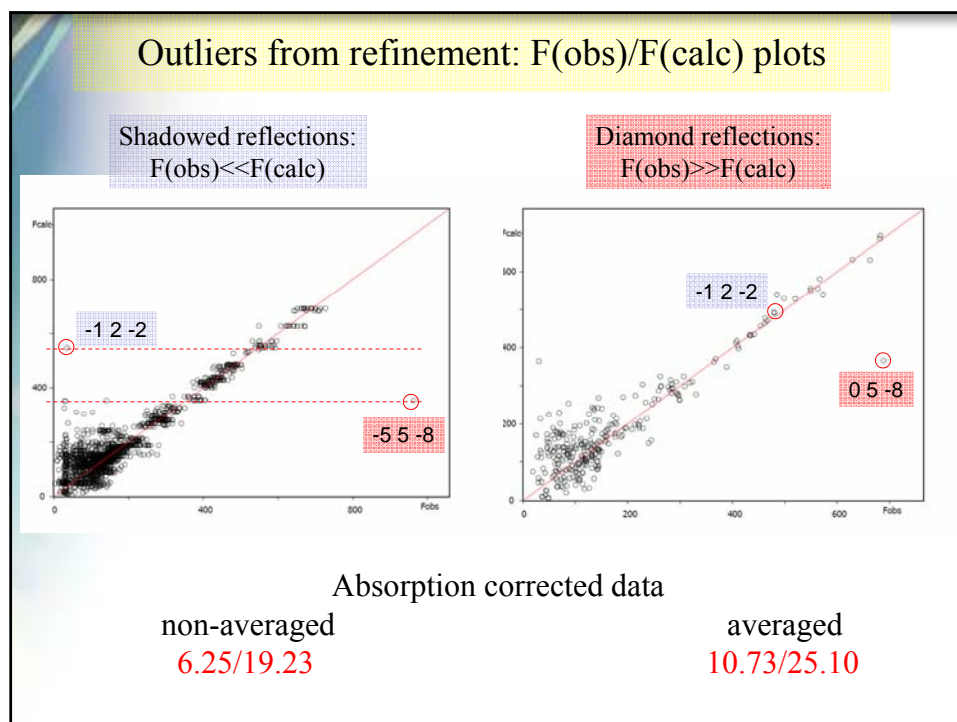 Outliers from refinement: F(obs)/F(calc) plots
Shadowed reflections:
F(obs)<<F(calc)
Diamond reflections:
F(obs)>>F(calc)
Fcalc
800
400
0
0
400
800
Fobs
-1 2 -2
-5 5 -8
Fcalc
600
400
200
0
0
200
400
600
Fobs
-1 2 -2
0 5 -8
Absorption corrected data
non-averaged
6.25/19.23
averaged
10.73/25.10